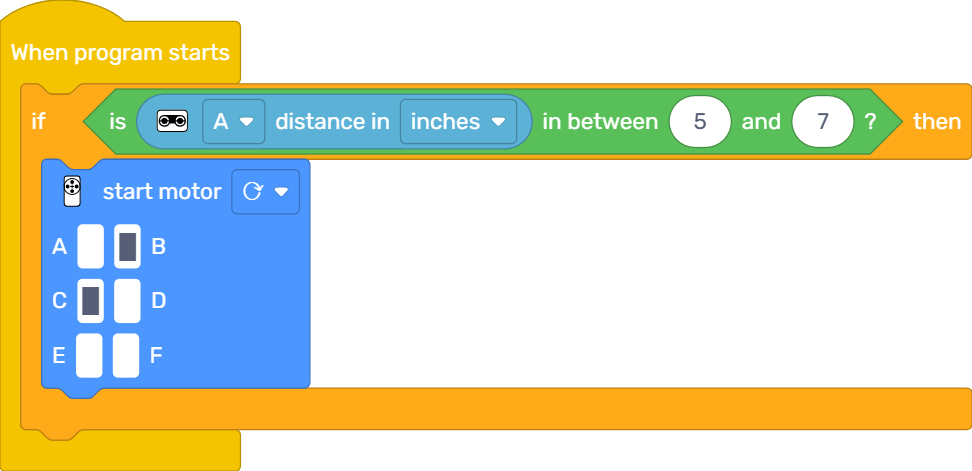 When program starts
if is A distance in inches in between 5 and 7 ? then
start motor
A B
C D
E F